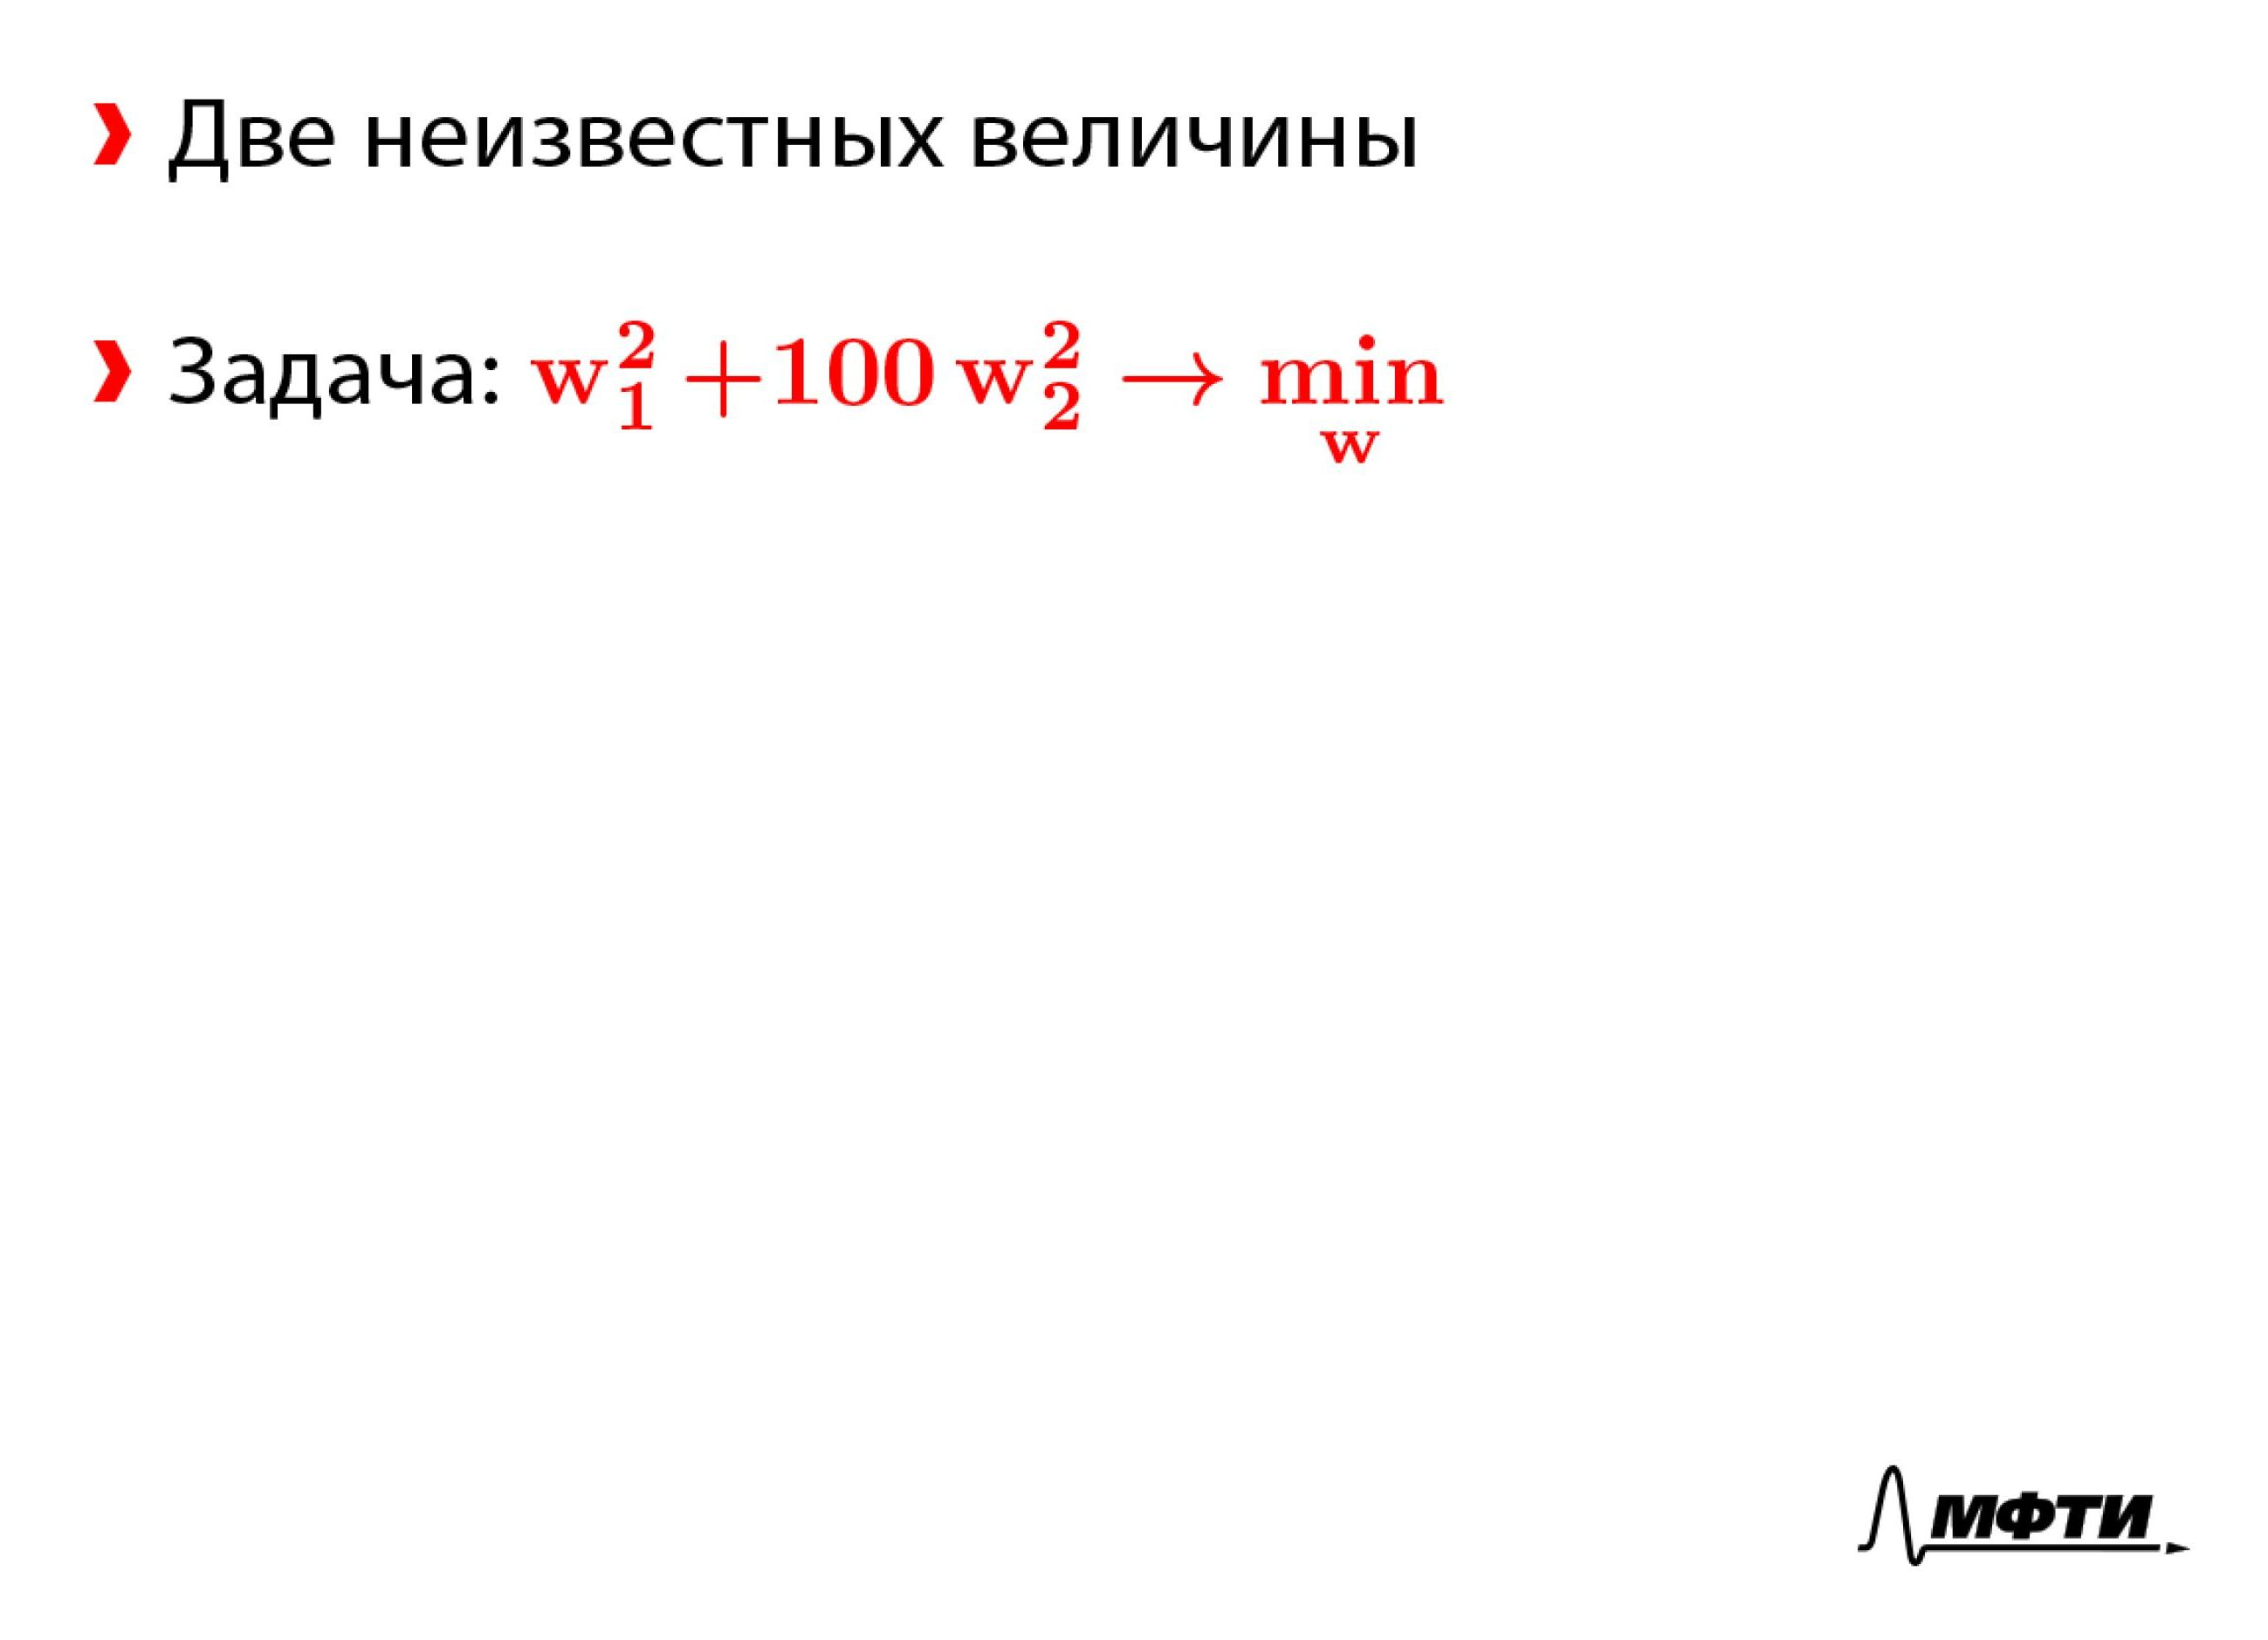 Две неизвестных величины
Задача: w₁² + 100 w₂² → min
w
МФТИ